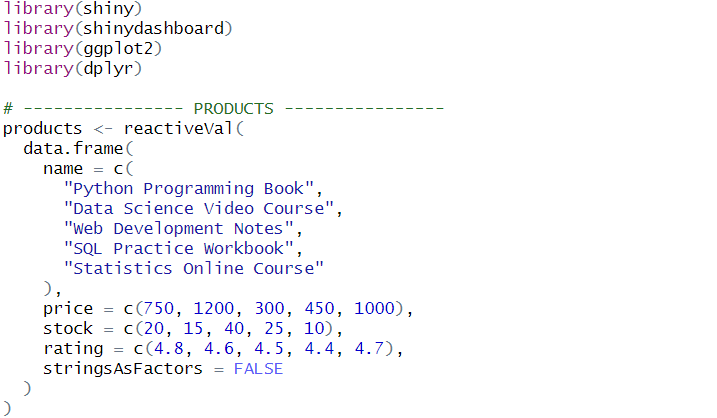 library(shiny)
library(shinydashboard)
library(ggplot2)
library(dplyr)

# ---------------- PRODUCTS ----------------
products <- reactiveVal(
  data.frame(
    name = c(
      "Python Programming Book",
      "Data Science Video Course",
      "Web Development Notes",
      "SQL Practice Workbook",
      "Statistics Online Course"
    ),
    price = c(750, 1200, 300, 450, 1000),
    stock = c(20, 15, 40, 25, 10),
    rating = c(4.8, 4.6, 4.5, 4.4, 4.7),
    stringsAsFactors = FALSE
  )
)